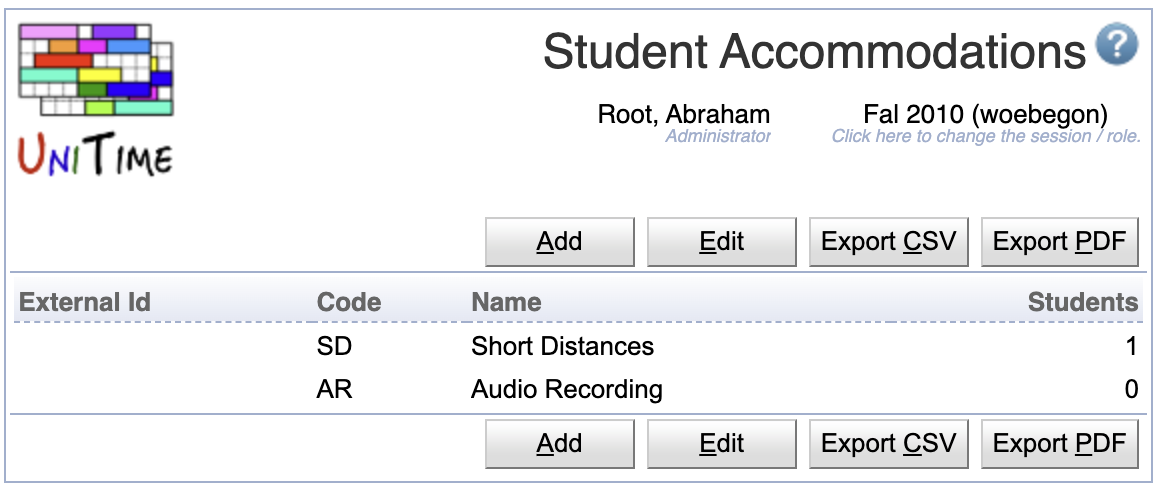 Student Accommodations ?
Root, Abraham Fal 2010 (woebegon)
Administrator Click here to change the session / role.
UNITIME
Add Edit Export CSV Export PDF
External Id Code Name Students
SD Short Distances 1
AR Audio Recording 0
Add Edit Export CSV Export PDF